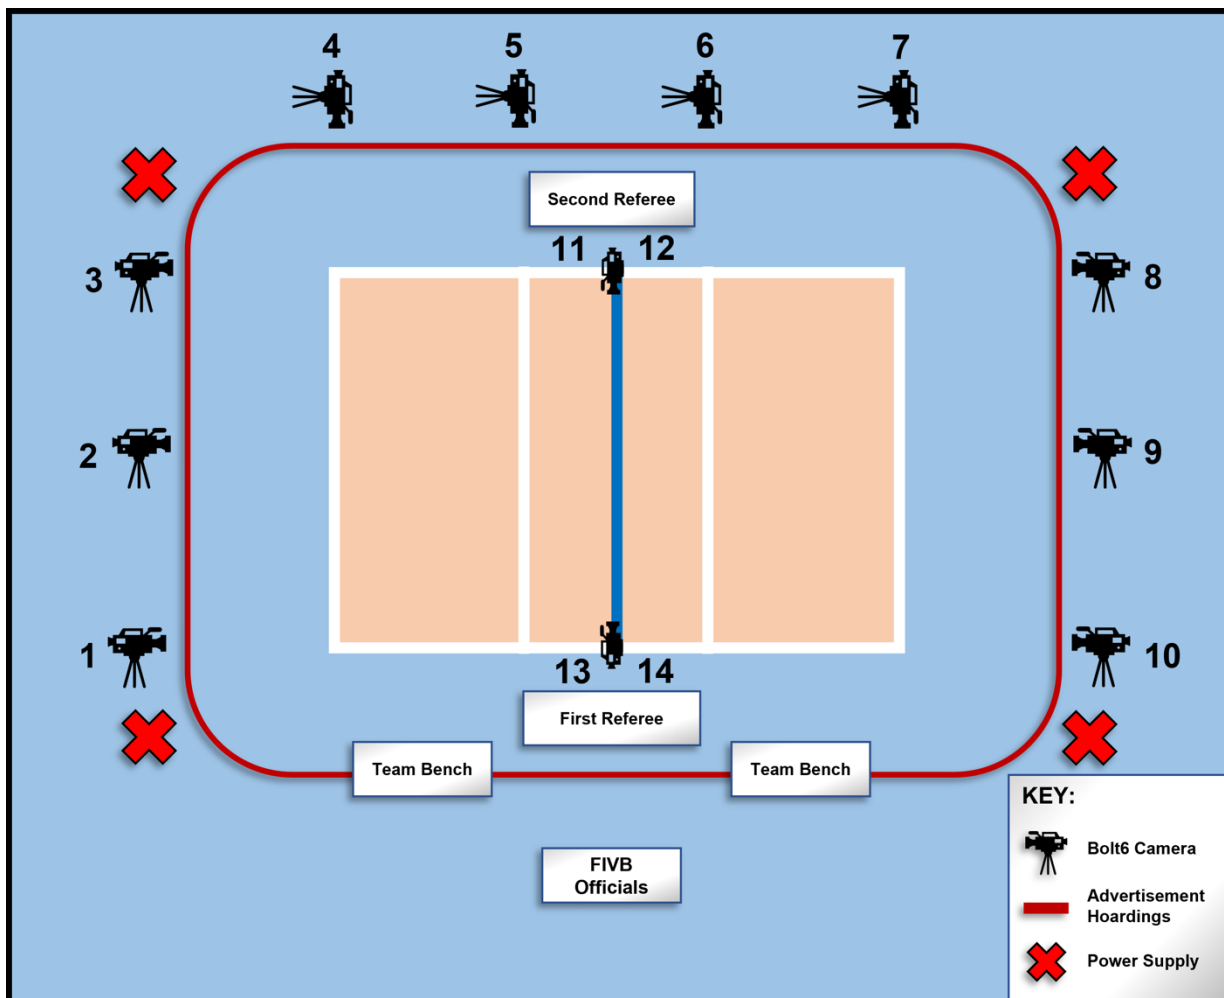 4
5
6
7
Second Referee
11
12
3
8
2
9
1
10
13
14
First Referee
Team Bench
Team Bench
FIVB
Officials
KEY:
Bolt6 Camera
Advertisement
Hoardings
Power Supply